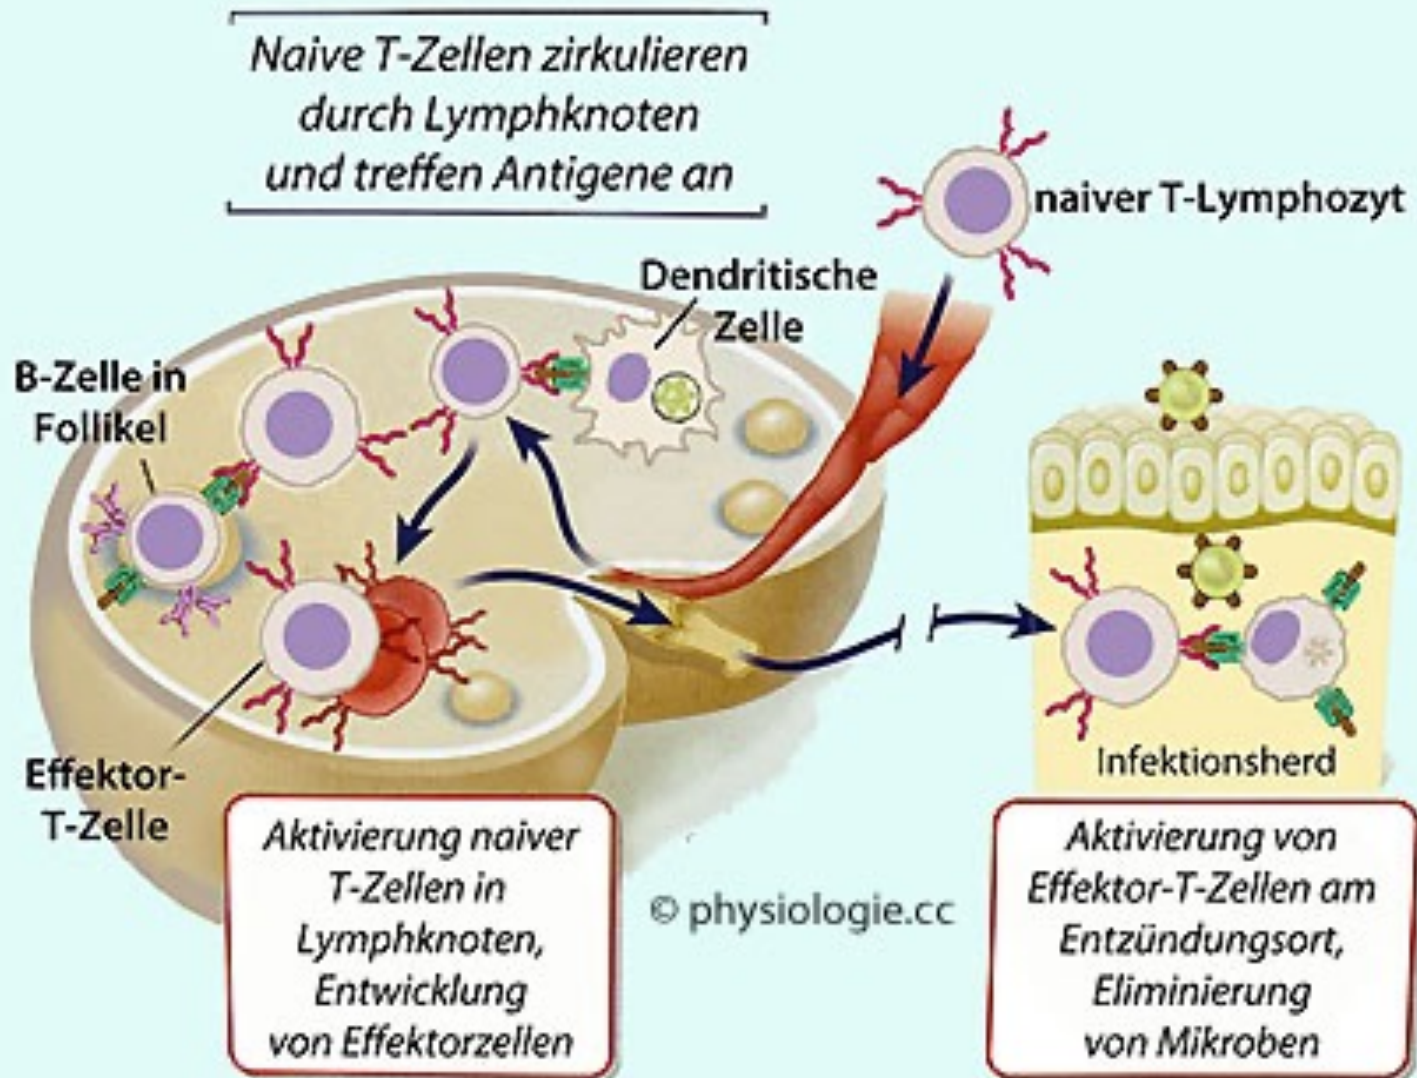 Naive T-Zellen zirkulieren
durch Lymphknoten
und treffen Antigene an
naiver T-Lymphozyt
Dendritische
Zelle
B-Zelle in
Follikel
Effektor-
T-Zelle
Infektionsherd
Aktivierung naiver
T-Zellen in
Lymphknoten,
Entwicklung
von Effektorzellen
© physiologie.cc
Aktivierung von
Effektor-T-Zellen am
Entzündungsort,
Eliminierung
von Mikroben